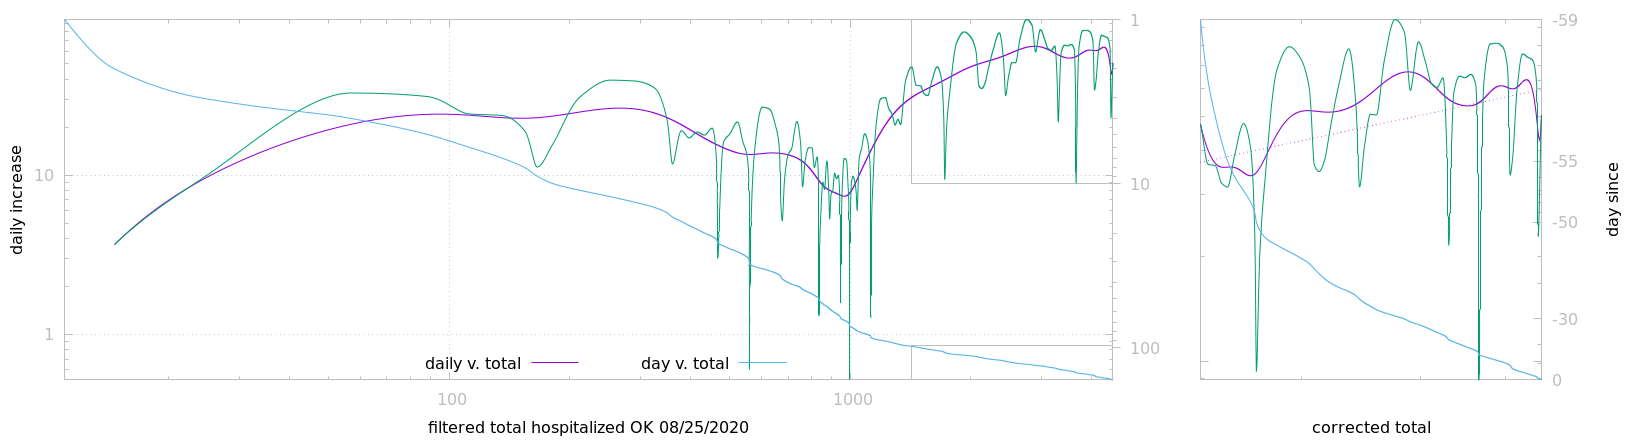 1
-59
daily increase
10
10
-55
-50
day since
1
-30
100
daily v. total
day v. total
0
100
1000
filtered total hospitalized OK 08/25/2020
corrected total